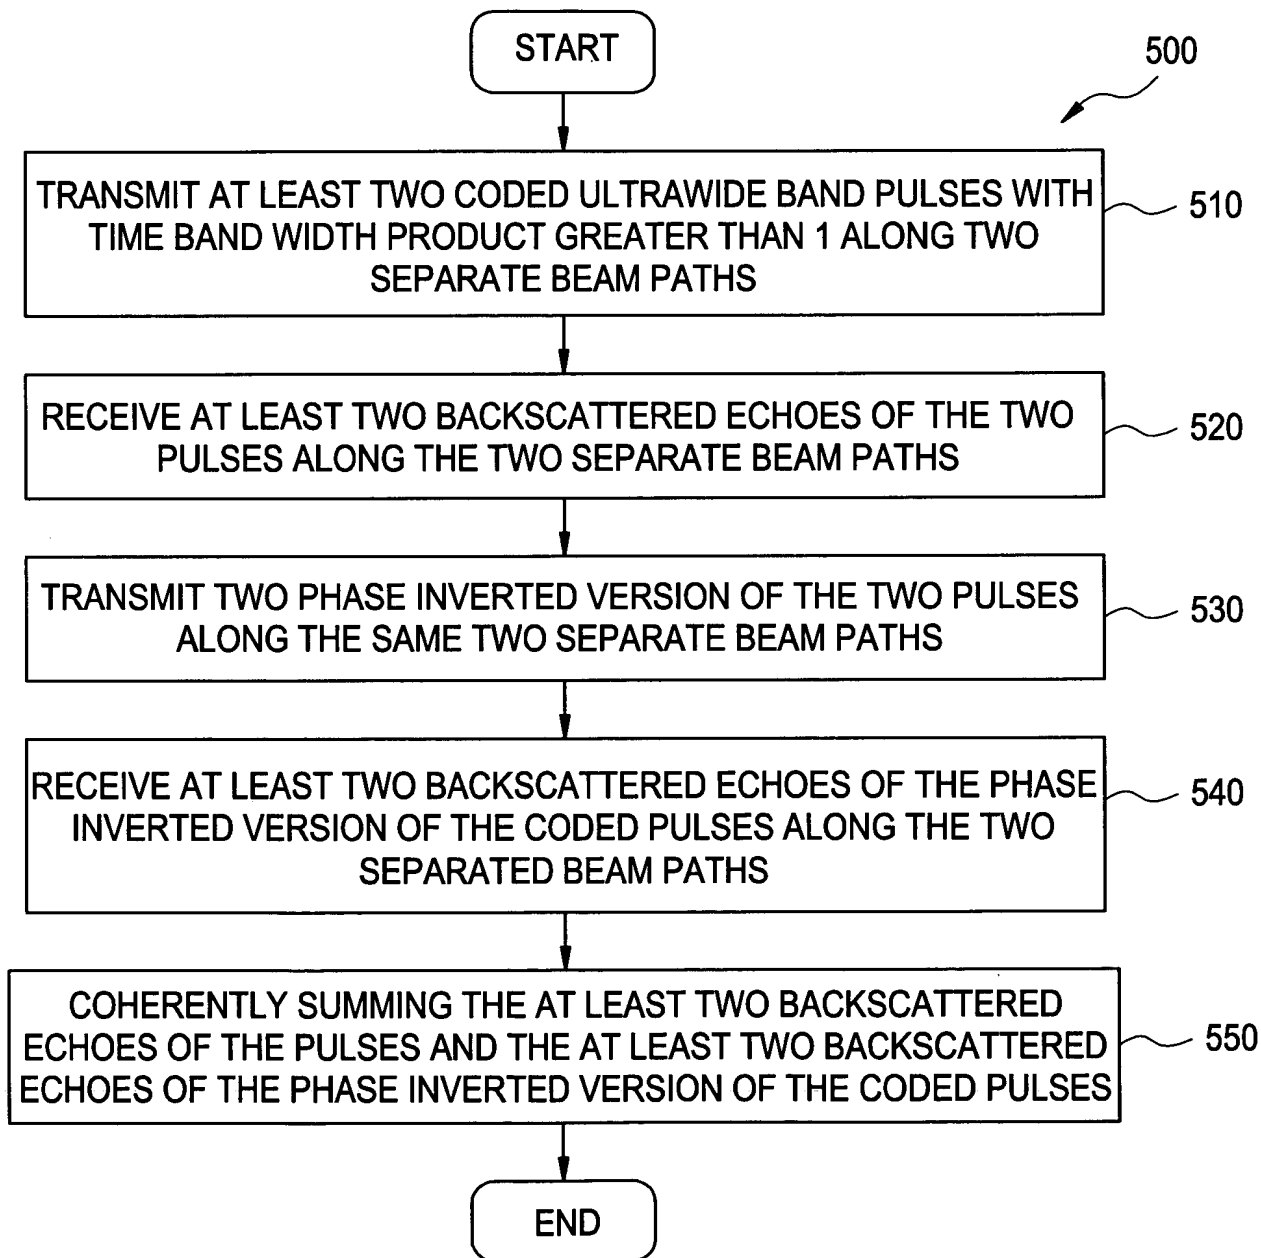 START
500
TRANSMIT AT LEAST TWO CODED ULTRAWIDE BAND PULSES WITH
TIME BAND WIDTH PRODUCT GREATER THAN 1 ALONG TWO
SEPARATE BEAM PATHS
510
RECEIVE AT LEAST TWO BACKSCATTERED ECHOES OF THE TWO
PULSES ALONG THE TWO SEPARATE BEAM PATHS
520
TRANSMIT TWO PHASE INVERTED VERSION OF THE TWO PULSES
ALONG THE SAME TWO SEPARATE BEAM PATHS
530
RECEIVE AT LEAST TWO BACKSCATTERED ECHOES OF THE PHASE
INVERTED VERSION OF THE CODED PULSES ALONG THE TWO
SEPARATED BEAM PATHS
540
COHERENTLY SUMMING THE AT LEAST TWO BACKSCATTERED
ECHOES OF THE PULSES AND THE AT LEAST TWO BACKSCATTERED
ECHOES OF THE PHASE INVERTED VERSION OF THE CODED PULSES
550
END